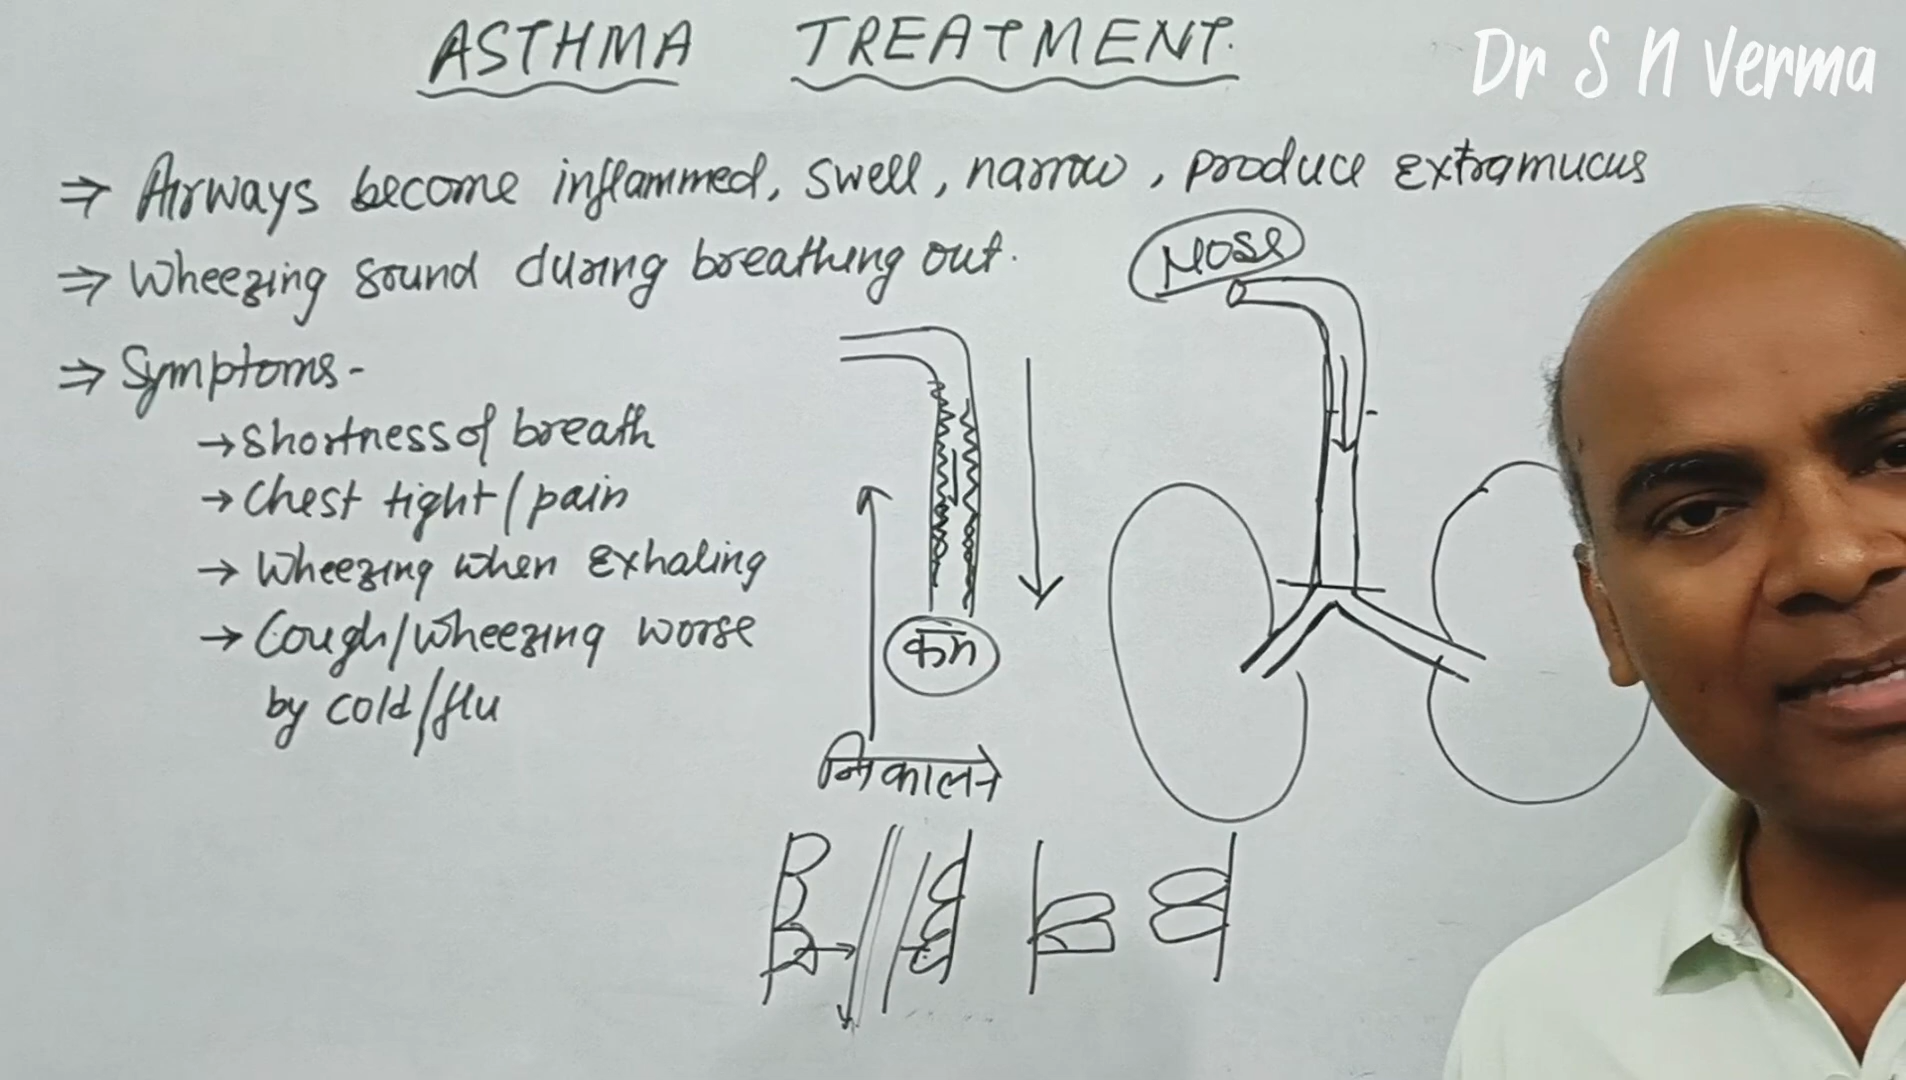 ASTHMA TREATMENT.
Dr S N Verma
⇒ Airways become inflammed, swell, narrow, produce extramucus
⇒ Wheezing sound during breathing out.
Nose
⇒ Symptoms-
→ Shortness of breath
→ Chest tight/pain
→ Wheezing when exhaling
→ Cough/wheezing worse
by cold/flu
कम
निकालन